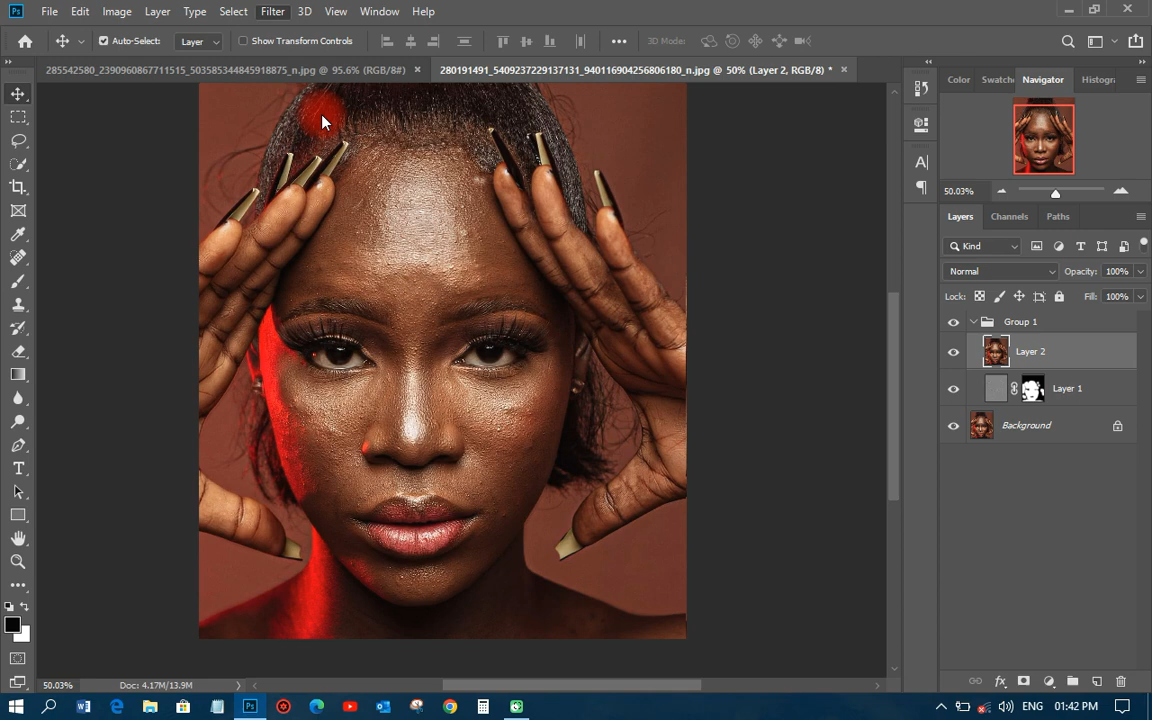 Ps File Edit Image Layer Type Select Filter 3D View Window Help
Auto-Select: Layer Show Transform Controls 3D Mode:
285542580_2390960867711515_503585344845918875_n.jpg @ 95.6% (RGB/8#) × 280191491_5409237229137131_940116904256806180_n.jpg @ 50% (Layer 2, RGB/8) * ×
Color Swatch Navigator Histogr
50.03%
Layers Channels Paths
Kind
Normal Opacity: 100%
Lock: Fill: 100%
Group 1
Layer 2
Layer 1
Background
50.03% Doc: 4.17M/13.9M
ENG 01:42 PM